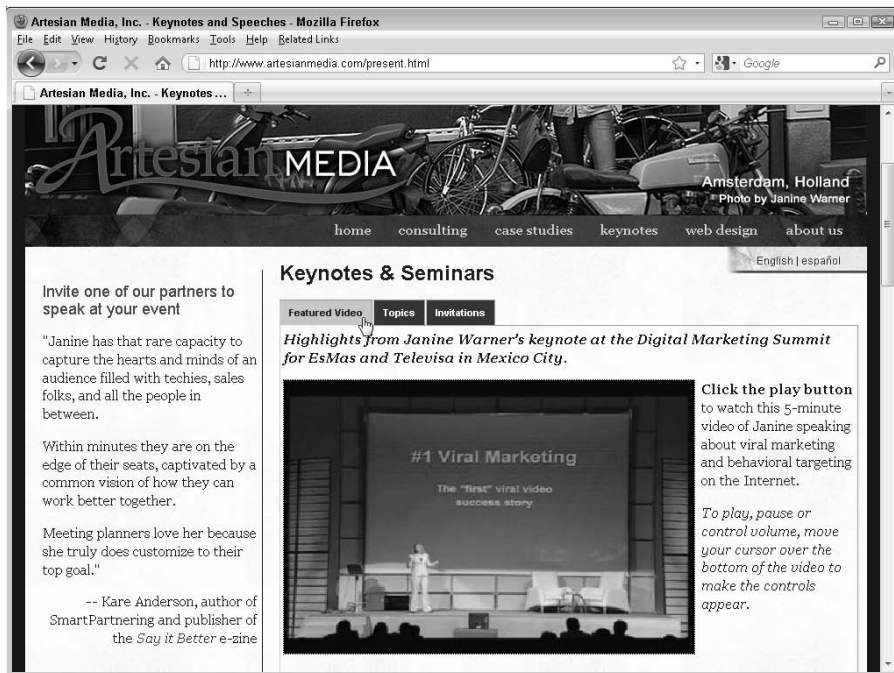 Artesian Media, Inc. - Keynotes and Speeches - Mozilla Firefox
File Edit View History Bookmarks Tools Help Related Links
http://www.artesianmedia.com/present.html
Google
Artesian Media, Inc. - Keynotes ...
Artesian MEDIA
Amsterdam, Holland
Photo by Janine Warner
home consulting case studies keynotes web design about us
English | español
Invite one of our partners to
speak at your event
"Janine has that rare capacity to
capture the hearts and minds of an
audience filled with techies, sales
folks, and all the people in
between.
Within minutes they are on the
edge of their seats, captivated by a
common vision of how they can
work better together.
Meeting planners love her because
she truly does customize to their
top goal."
-- Kare Anderson, author of
SmartPartnering and publisher of
the Say it Better e-zine
Keynotes & Seminars
Featured Video Topics Invitations
Highlights from Janine Warner's keynote at the Digital Marketing Summit
for EsMas and Televisa in Mexico City.
#1 Viral Marketing
The "first" viral video
success story
Click the play button
to watch this 5-minute
video of Janine speaking
about viral marketing
and behavioral targeting
on the Internet.
To play, pause or
control volume, move
your cursor over the
bottom of the video to
make the controls
appear.